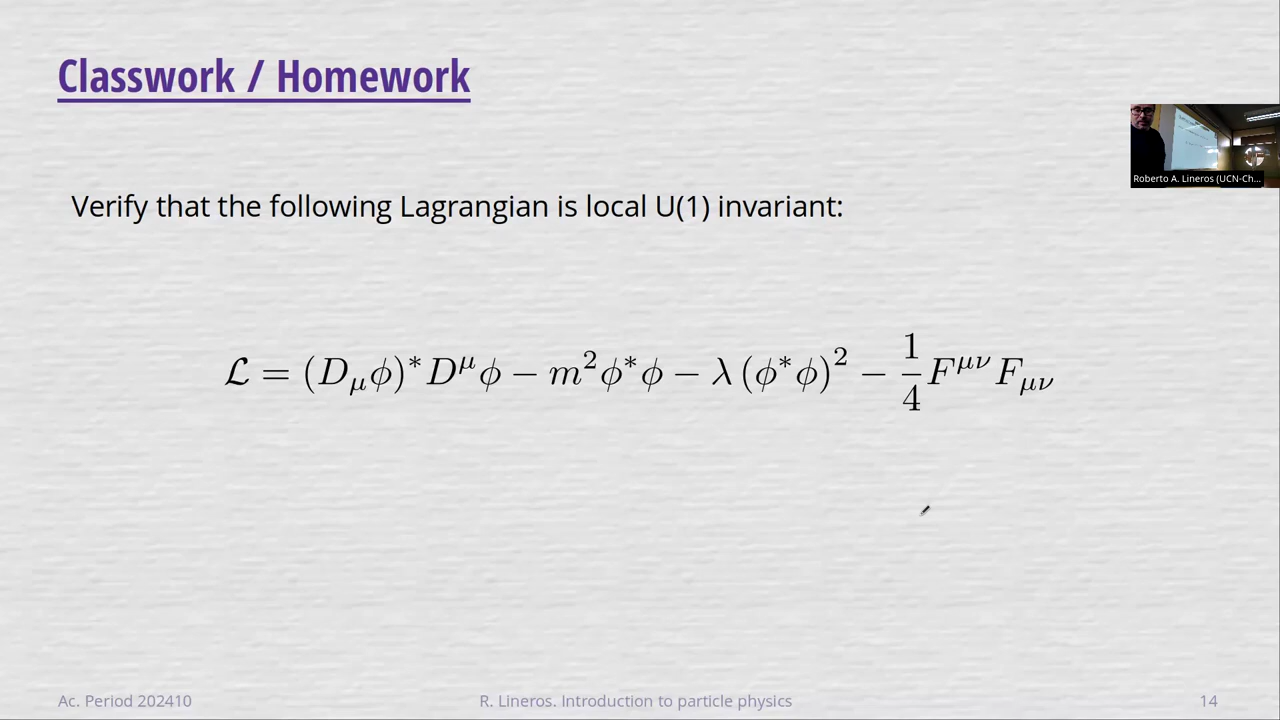 Classwork / Homework
Roberto A. Lineros (UCN-Ch...
Verify that the following Lagrangian is local U(1) invariant:
ℒ = (D_μϕ)* D^μϕ − m²ϕ*ϕ − λ (ϕ*ϕ)² − 1/4 F^{μν} F_{μν}
Ac. Period 202410
R. Lineros. Introduction to particle physics
14